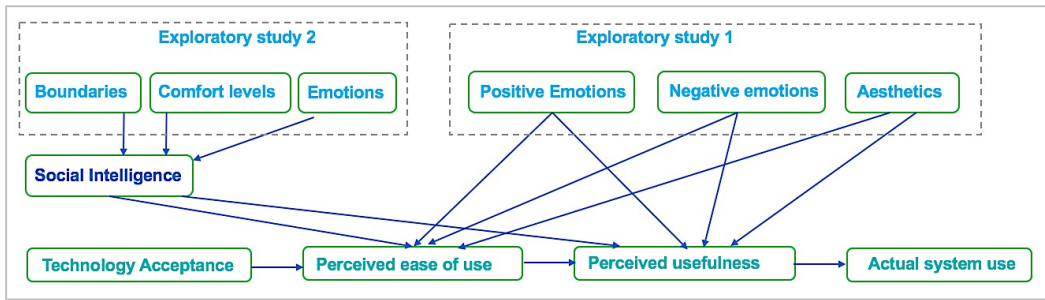 Exploratory study 2
Exploratory study 1
Boundaries
Comfort levels
Emotions
Positive Emotions
Negative emotions
Aesthetics
Social Intelligence
Technology Acceptance
Perceived ease of use
Perceived usefulness
Actual system use